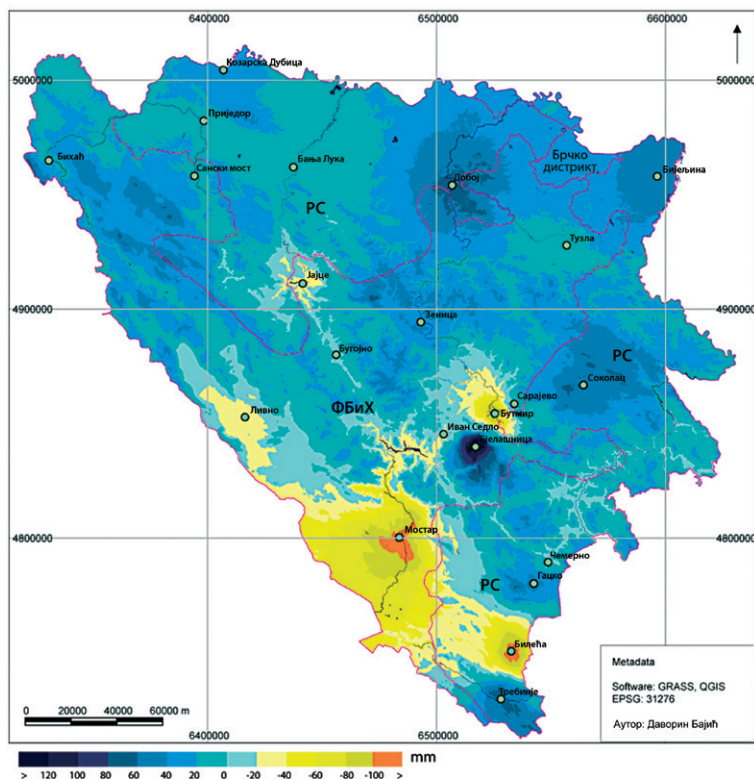 6400000 6500000 6600000
5000000 5000000
Козарска Дубица
Приједор
Бихаћ
Сански мост
Бања Лука
Добој
Брчко
дистрикт
Бијељина
РС
Тузла
Јајце
4900000 4900000
Зеница
Бугојно
РС
Соколац
ФБиХ
Сарајево
Ливно
Бутмир
Иван Седло
Бјелашница
4800000 4800000
Мостар
Чемерно
РС
Гацко
Билећа
Требиње
Metadata
Software: GRASS, QGIS
EPSG: 31276
Аутор: Даворин Бајић
0 20000 40000 60000 m
6400000 6500000 6600000
mm
> 120 100 80 60 40 20 0 -20 -40 -60 -80 -100 >